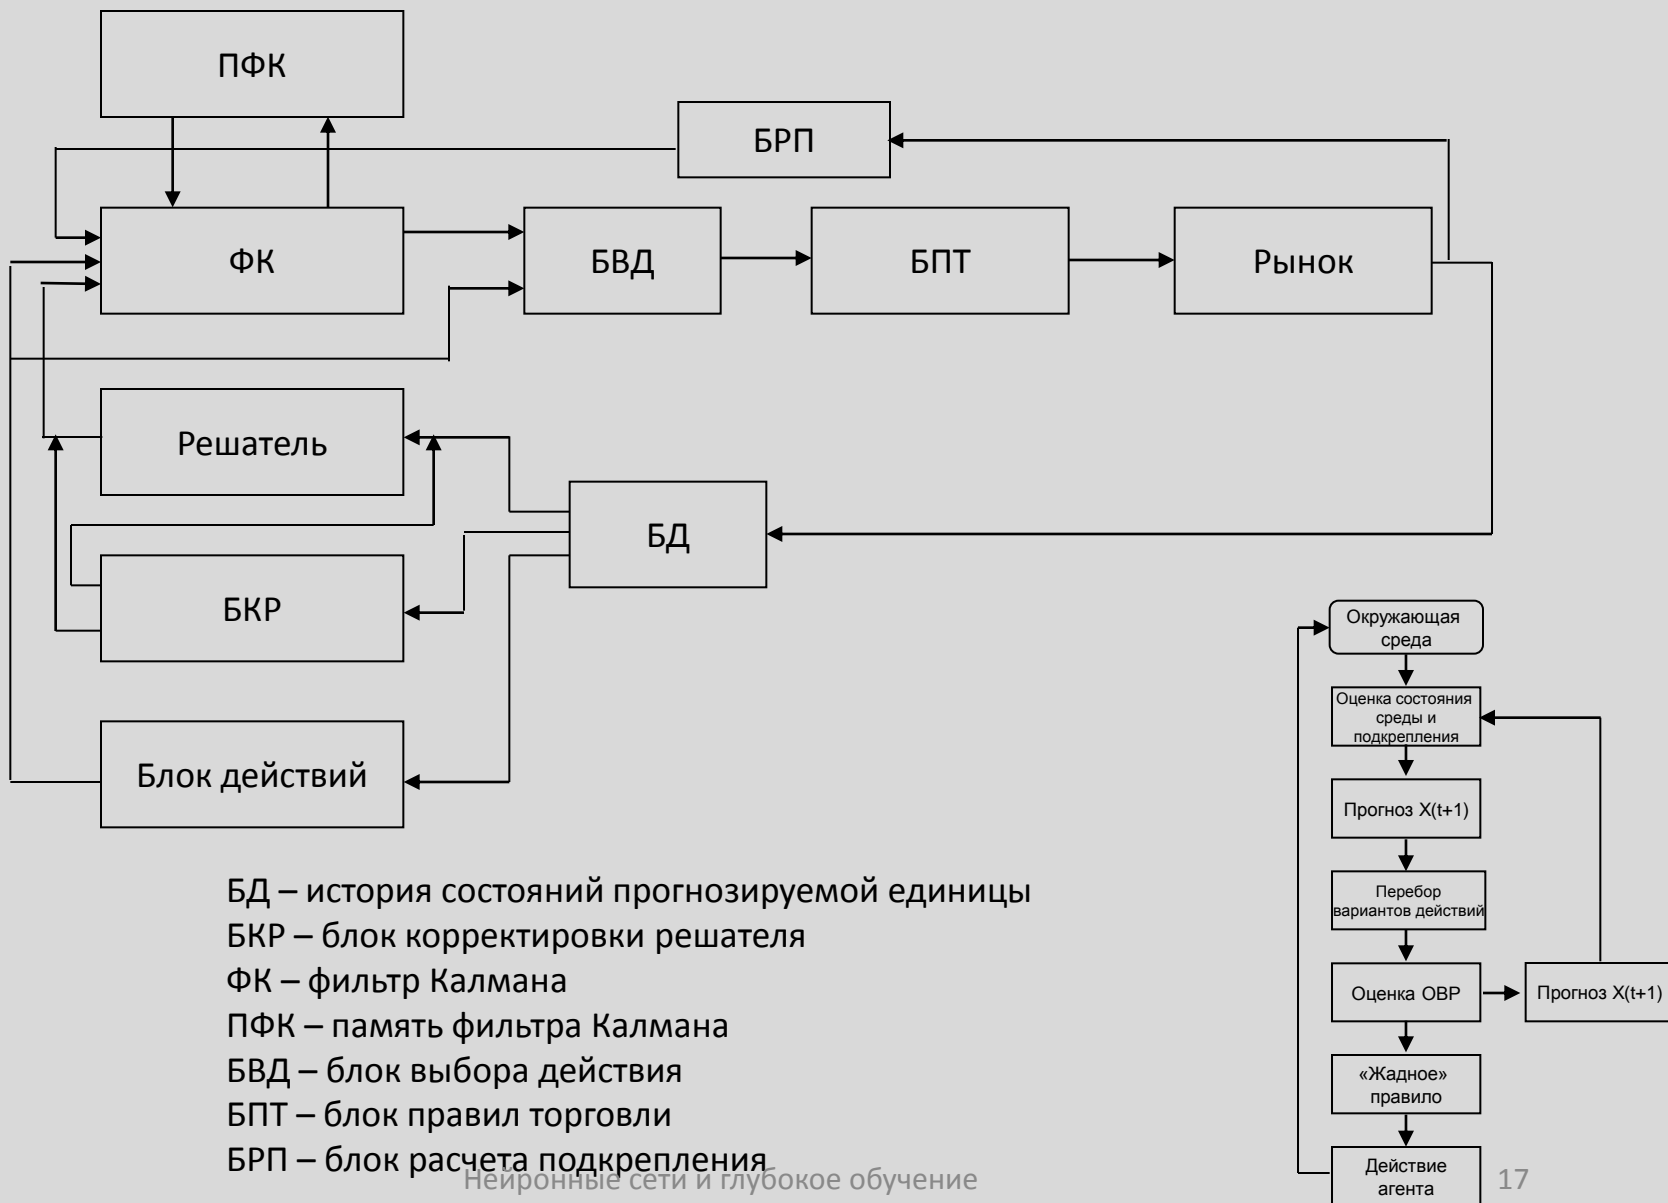 ПФК
БРП
ФК
БВД
БПТ
Рынок
Решатель
БД
БКР
Блок действий
Окружающая
среда
Оценка состояния
среды и
подкрепления
Прогноз X(t+1)
Перебор
вариантов действий
Оценка ОВР
Прогноз X(t+1)
«Жадное»
правило
Действие
агента
БД – история состояний прогнозируемой единицы
БКР – блок корректировки решателя
ФК – фильтр Калмана
ПФК – память фильтра Калмана
БВД – блок выбора действия
БПТ – блок правил торговли
БРП – блок расчета подкрепления
Нейронные сети и глубокое обучение
17